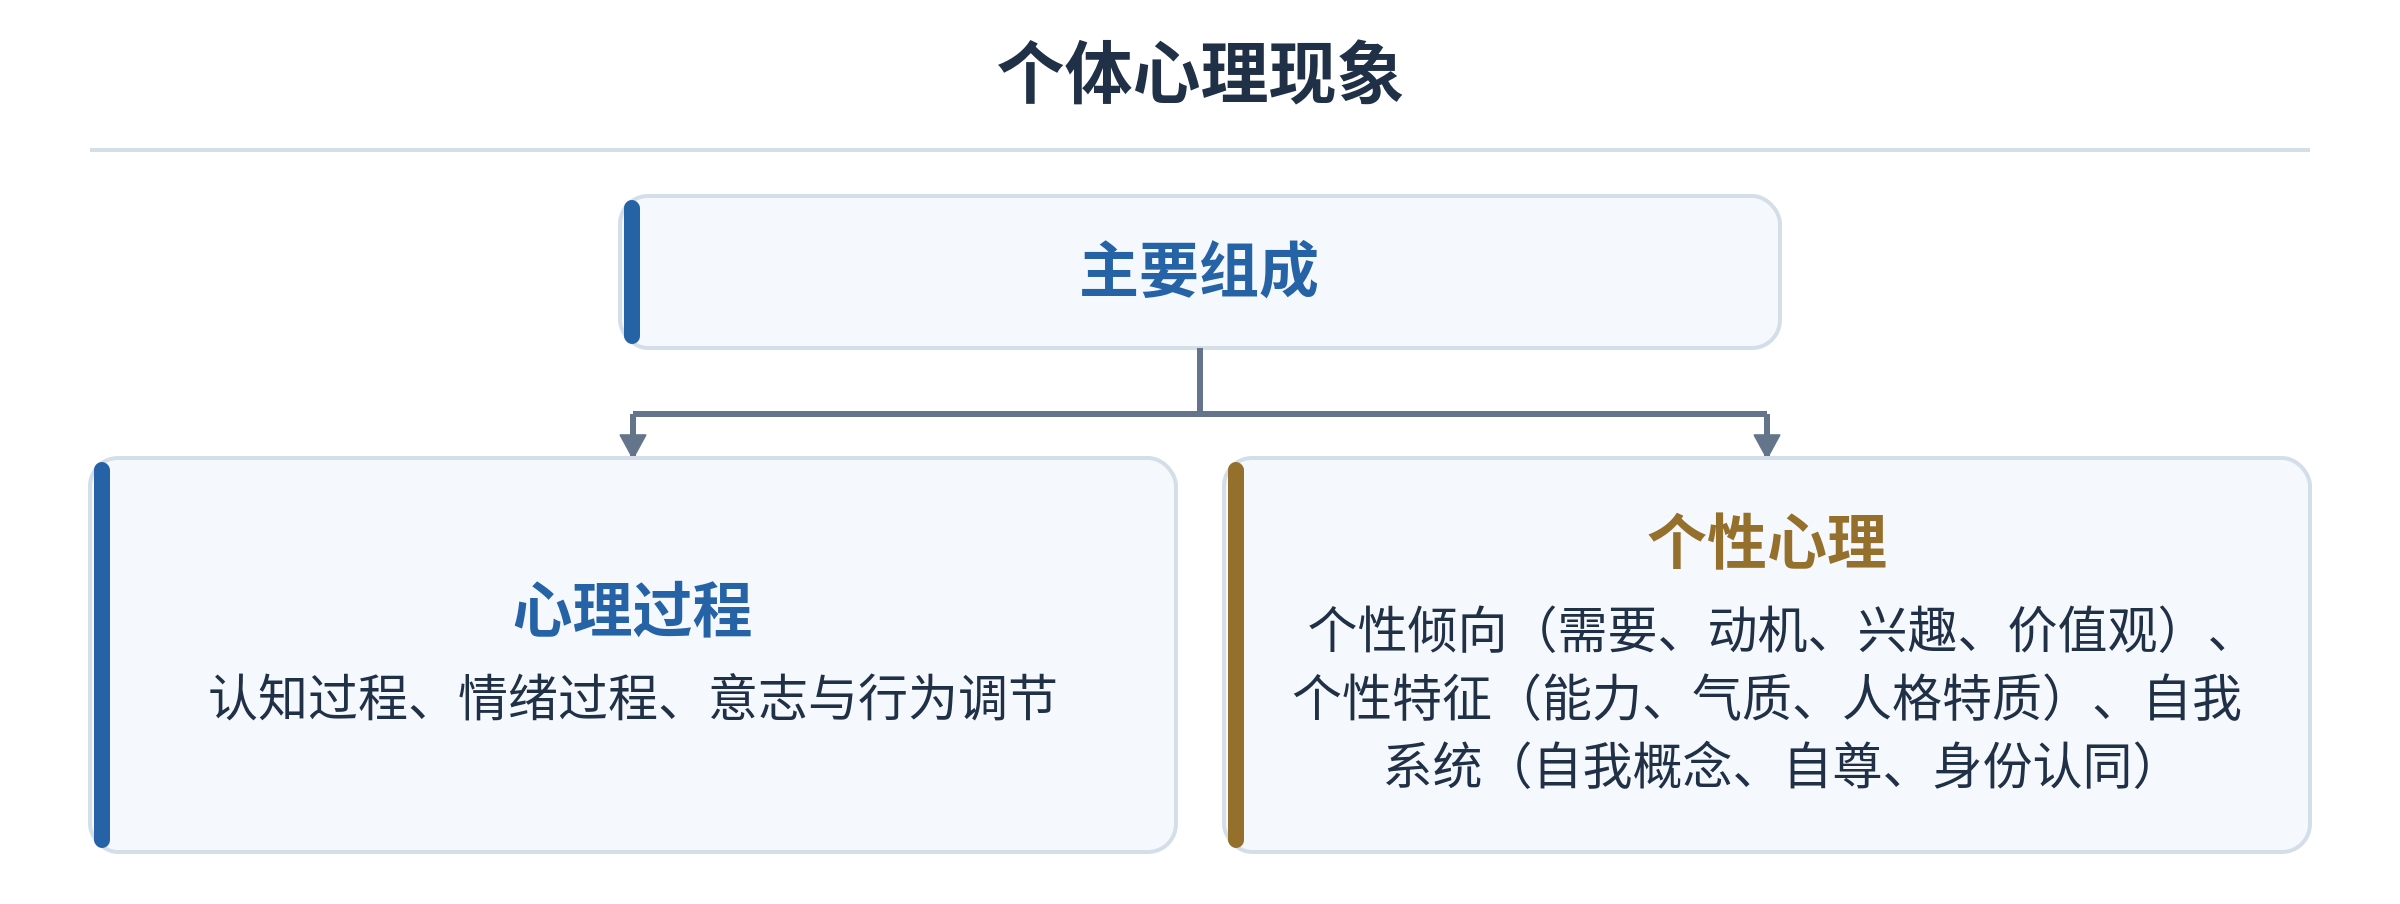 个体心理现象
主要组成
心理过程
认知过程、情绪过程、意志与行为调节
个性心理
个性倾向（需要、动机、兴趣、价值观）、
个性特征（能力、气质、人格特质）、自我
系统（自我概念、自尊、身份认同）